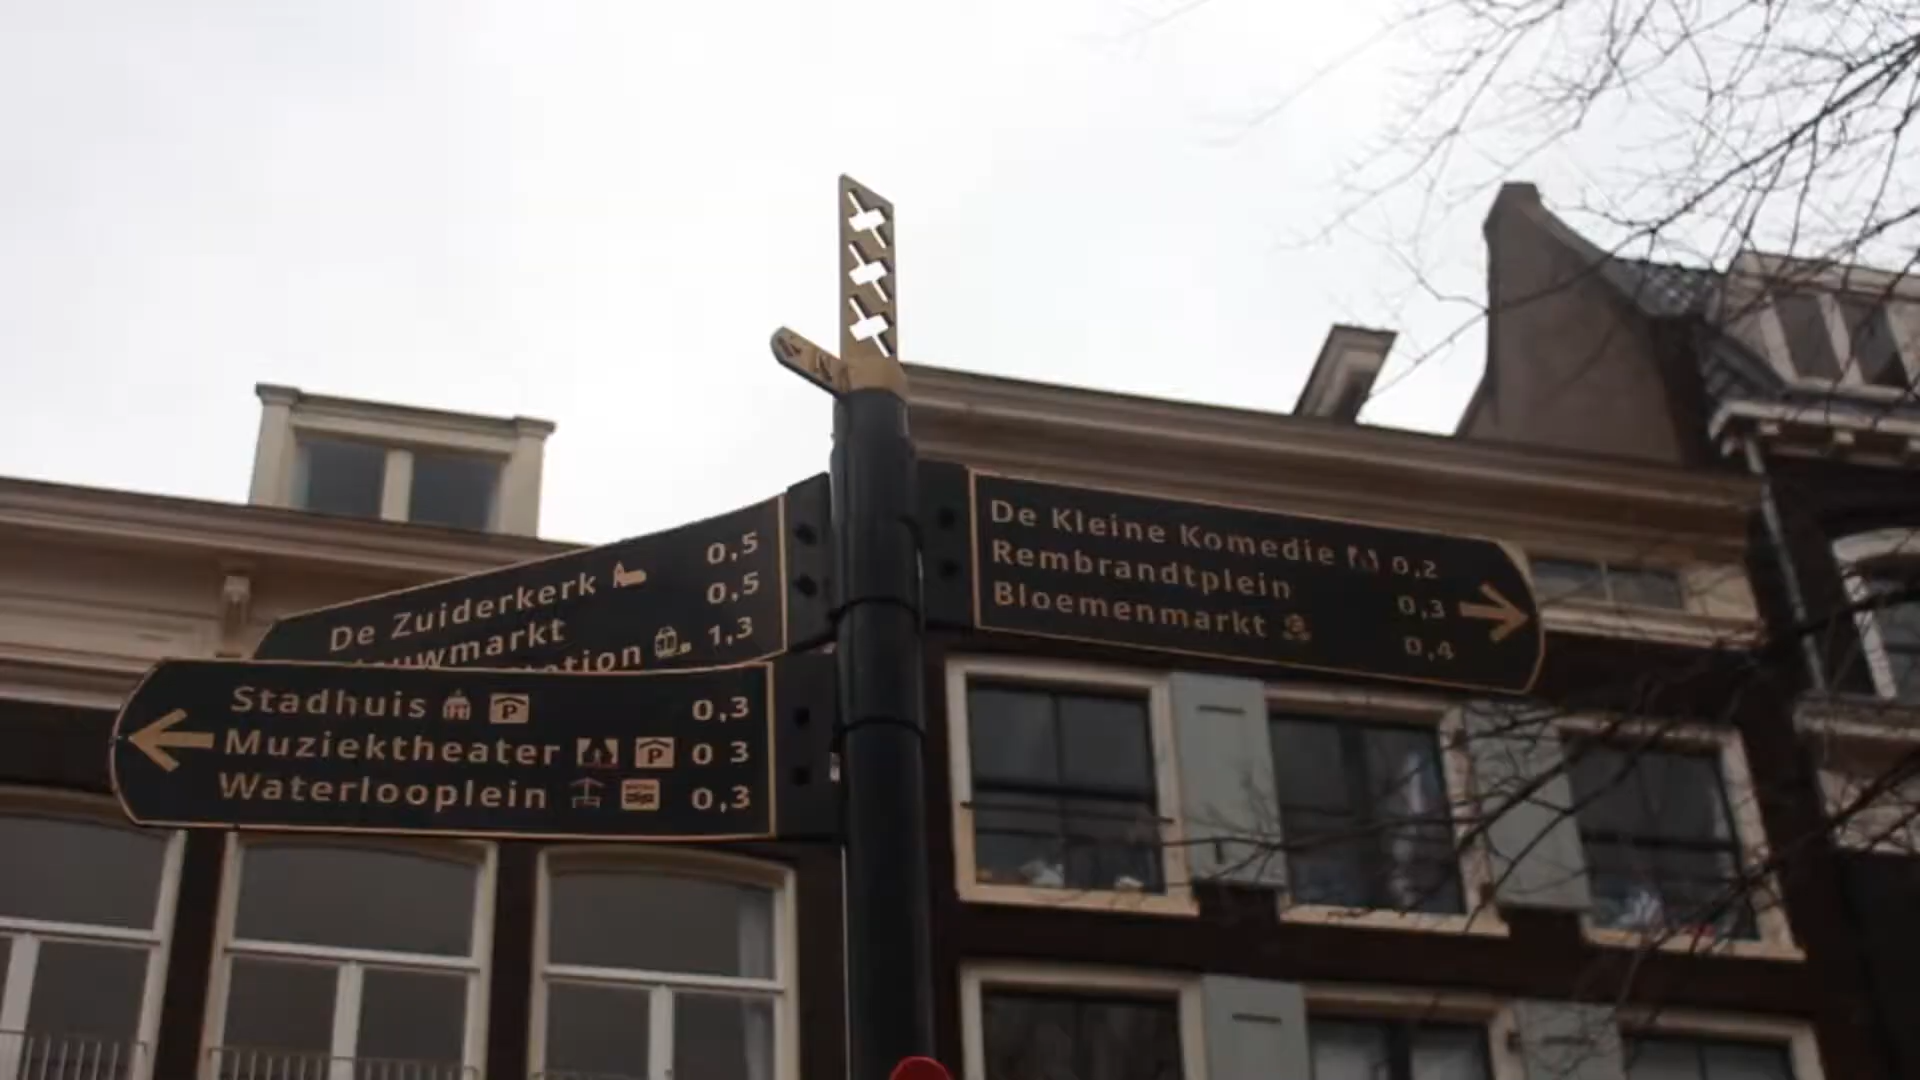 De Zuiderkerk 0,5
0,5
1,3
Stadhuis P 0,3
Muziektheater P 0 3
Waterlooplein 0,3
De Kleine Komedie 0,2
Rembrandtplein 0,3
Bloemenmarkt 0,4